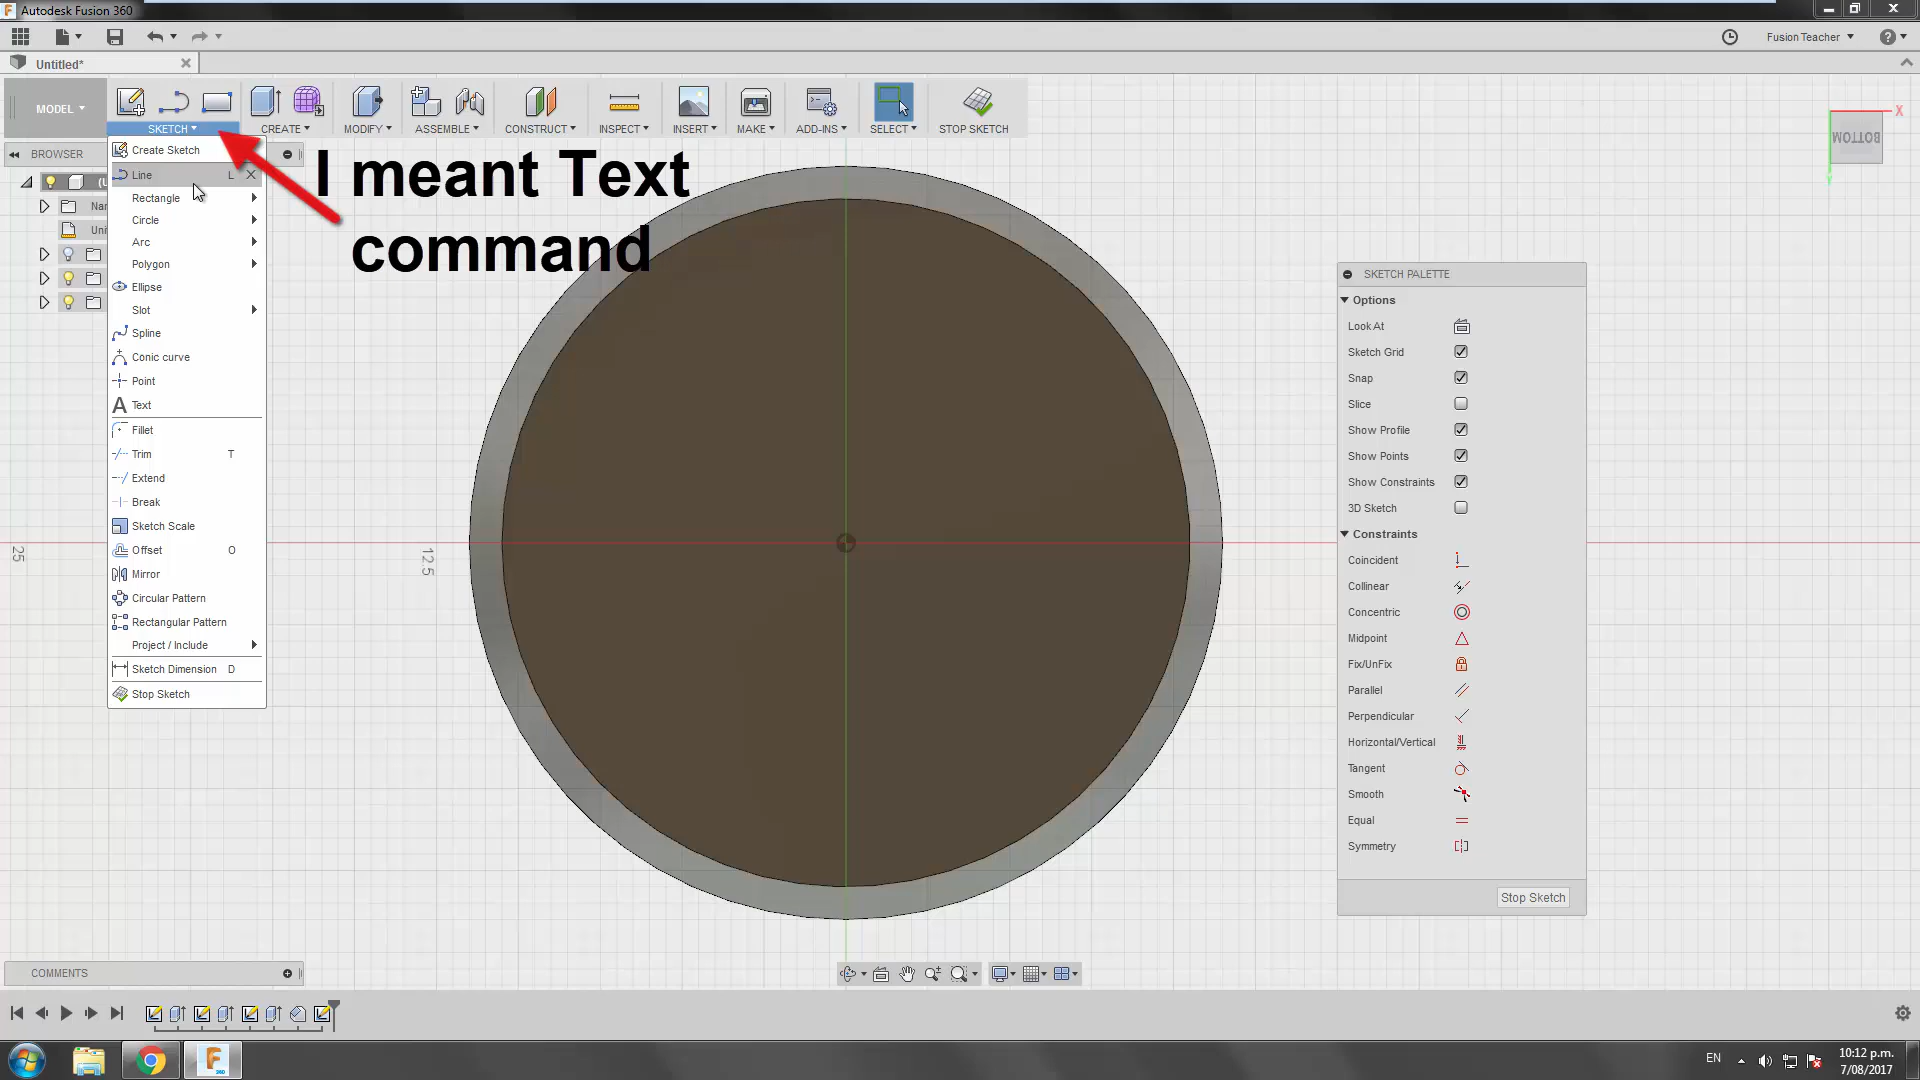 Autodesk Fusion 360
Fusion Teacher
Untitled*
MODEL
SKETCH
CREATE
MODIFY
ASSEMBLE
CONSTRUCT
INSPECT
INSERT
MAKE
ADD-INS
SELECT
STOP SKETCH
X
BOTTOM
BROWSER
(U
Nar
Uni
Create Sketch
Line L
Rectangle
Circle
Arc
Polygon
Ellipse
Slot
Spline
Conic curve
Point
A Text
Fillet
Trim T
Extend
Break
Sketch Scale
Offset O
Mirror
Circular Pattern
Rectangular Pattern
Project / Include
Sketch Dimension D
Stop Sketch
I meant Text
command
25
12.5
SKETCH PALETTE
Options
Look At
Sketch Grid
Snap
Slice
Show Profile
Show Points
Show Constraints
3D Sketch
Constraints
Coincident
Collinear
Concentric
Midpoint
Fix/UnFix
Parallel
Perpendicular
Horizontal/Vertical
Tangent
Smooth
Equal
Symmetry
Stop Sketch
COMMENTS
EN
10:12 p.m.
7/08/2017